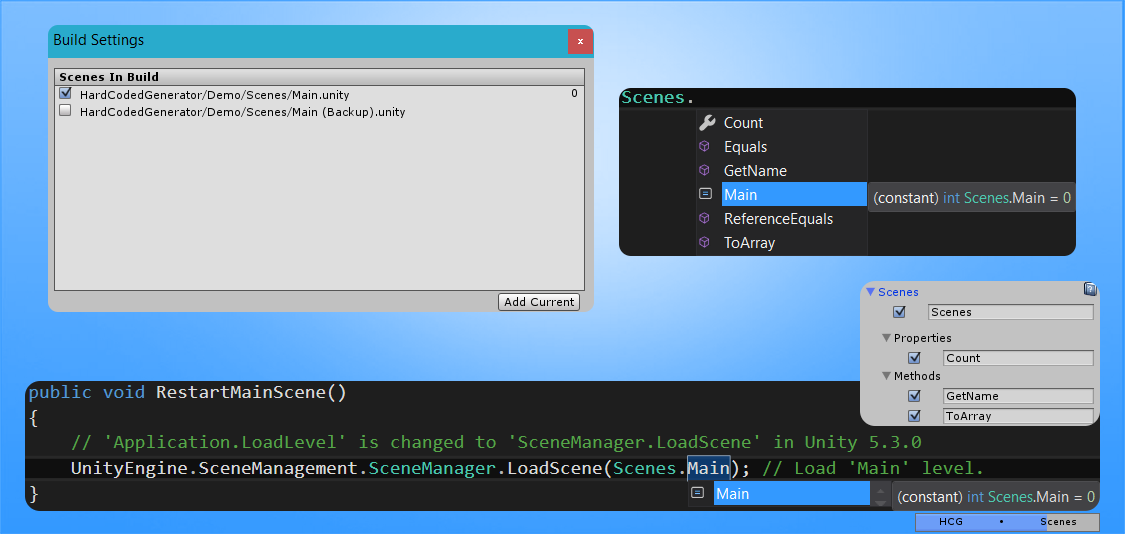 Build Settings
x
Scenes In Build
HardCodedGenerator/Demo/Scenes/Main.unity 0
HardCodedGenerator/Demo/Scenes/Main (Backup).unity
Add Current
Scenes.
Count
Equals
GetName
Main
(constant) int Scenes.Main = 0
ReferenceEquals
ToArray
Scenes
Scenes
Properties
Count
Methods
GetName
ToArray
public void RestartMainScene()
{
// 'Application.LoadLevel' is changed to 'SceneManager.LoadScene' in Unity 5.3.0
UnityEngine.SceneManagement.SceneManager.LoadScene(Scenes.Main); // Load 'Main' level.
Main
(constant) int Scenes.Main = 0
}
HCG • Scenes